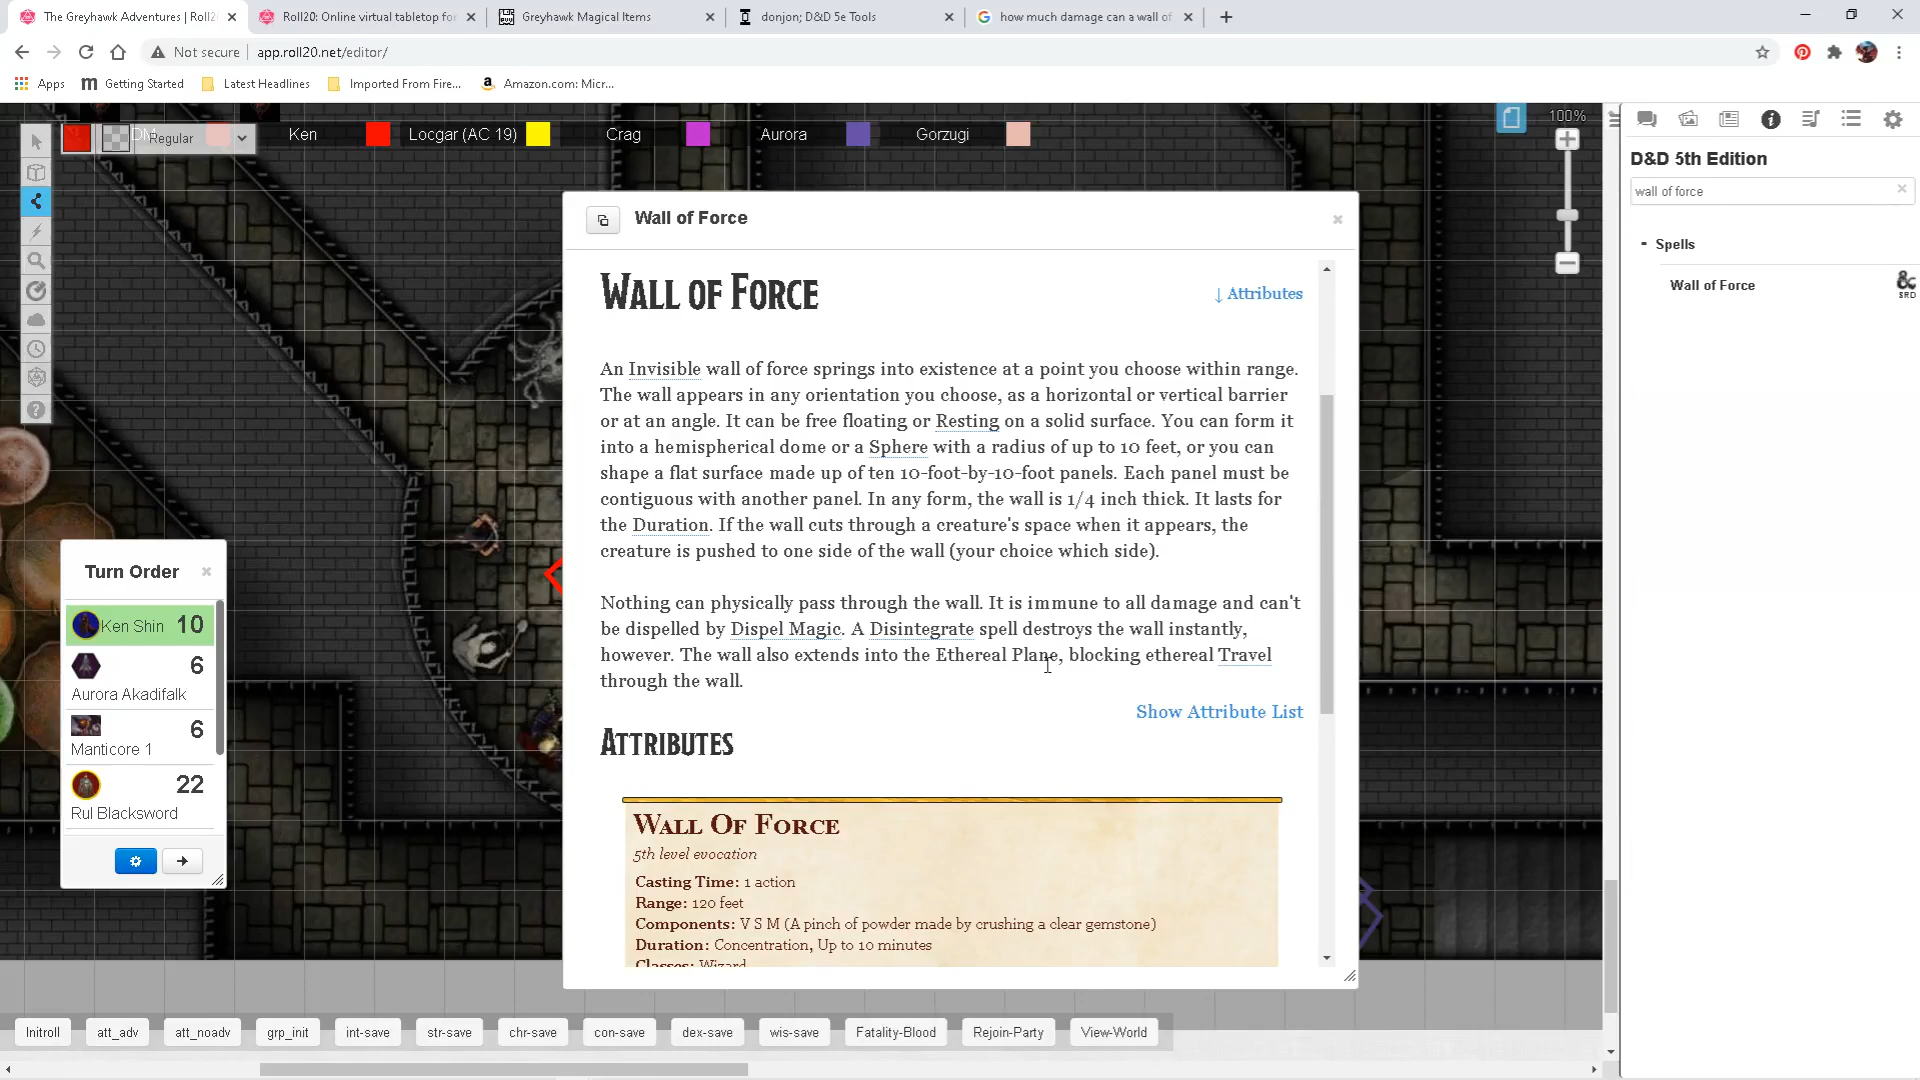 The Greyhawk Adventures | Roll2
Roll20: Online virtual tabletop for
Greyhawk Magical Items
donjon; D&D 5e Tools
how much damage can a wall of
Not secure
app.roll20.net/editor/
Apps
Getting Started
Latest Headlines
Imported From Fire...
Amazon.com: Micr...
DM
Regular
Ken
Locgar (AC 19)
Crag
Aurora
Gorzugi
100%
D&D 5th Edition
wall of force
Spells
Wall of Force
SRD
Wall of Force
WALL OF FORCE
↓ Attributes
An Invisible wall of force springs into existence at a point you choose within range.
The wall appears in any orientation you choose, as a horizontal or vertical barrier
or at an angle. It can be free floating or Resting on a solid surface. You can form it
into a hemispherical dome or a Sphere with a radius of up to 10 feet, or you can
shape a flat surface made up of ten 10-foot-by-10-foot panels. Each panel must be
contiguous with another panel. In any form, the wall is 1/4 inch thick. It lasts for
the Duration. If the wall cuts through a creature's space when it appears, the
creature is pushed to one side of the wall (your choice which side).
Nothing can physically pass through the wall. It is immune to all damage and can't
be dispelled by Dispel Magic. A Disintegrate spell destroys the wall instantly,
however. The wall also extends into the Ethereal Plane, blocking ethereal Travel
through the wall.
Show Attribute List
ATTRIBUTES
WALL OF FORCE
5th level evocation
Casting Time: 1 action
Range: 120 feet
Components: V S M (A pinch of powder made by crushing a clear gemstone)
Duration: Concentration, Up to 10 minutes
Classes: Wizard
Turn Order
Ken Shin 10
6
Aurora Akadifalk
6
Manticore 1
22
Rul Blacksword
Initroll
att_adv
att_noadv
grp_init
int-save
str-save
chr-save
con-save
dex-save
wis-save
Fatality-Blood
Rejoin-Party
View-World